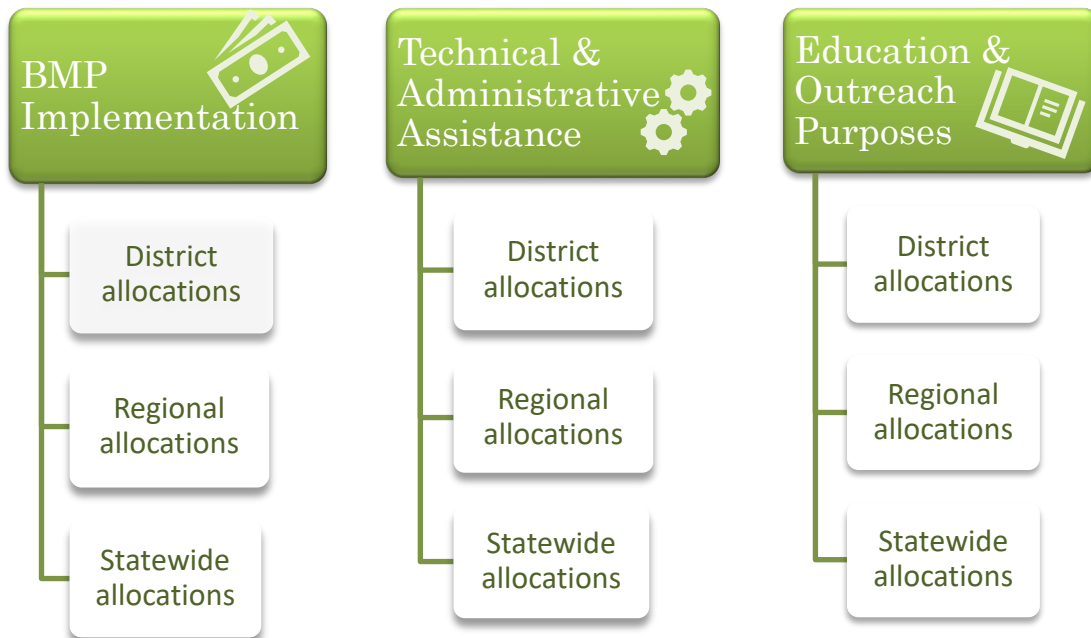 BMP
Implementation
District
allocations
Regional
allocations
Statewide
allocations
Technical &
Administrative
Assistance
District
allocations
Regional
allocations
Statewide
allocations
Education &
Outreach
Purposes
District
allocations
Regional
allocations
Statewide
allocations